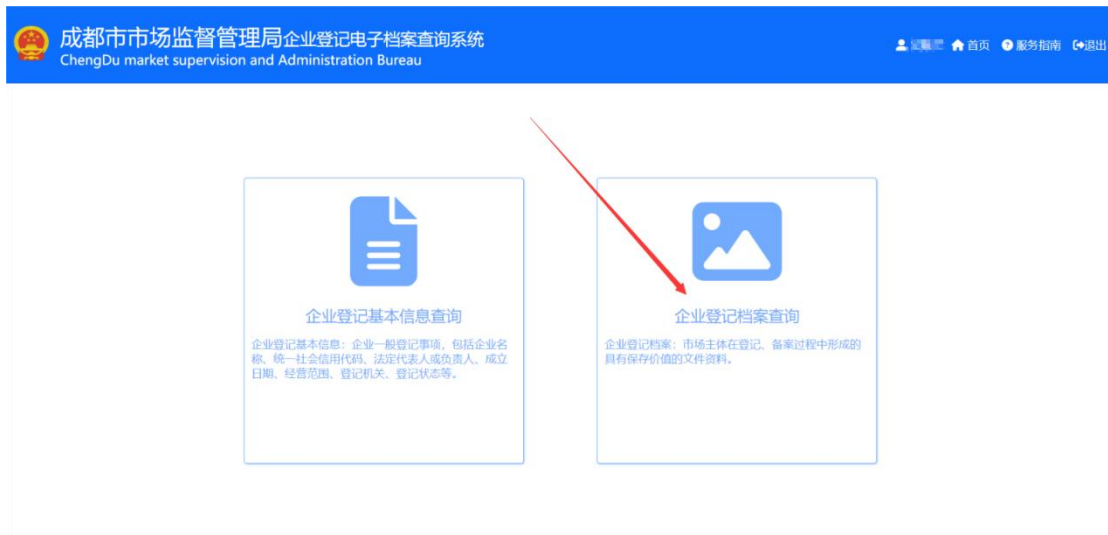 成都市市场监督管理局企业登记电子档案查询系统
ChengDu market supervision and Administration Bureau
首页 服务指南 退出
企业登记基本信息查询
企业登记基本信息：企业一般登记事项，包括企业名
称、统一社会信用代码、法定代表人或负责人、成立
日期、经营范围、登记机关、登记状态等。
企业登记档案查询
企业登记档案：市场主体在登记、备案过程中形成的
具有保存价值的文件资料。